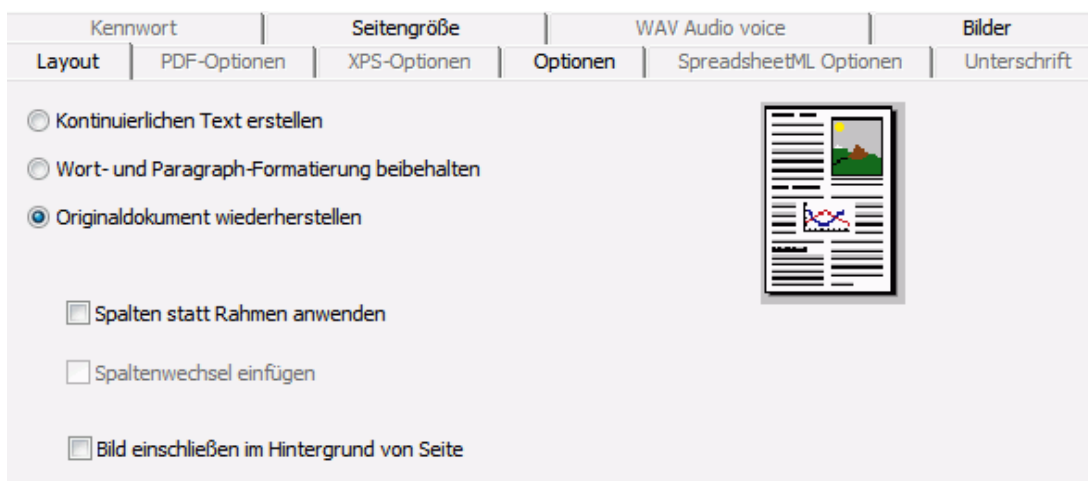 Kennwort Seitengröße WAV Audio voice Bilder
Layout PDF-Optionen XPS-Optionen Optionen SpreadsheetML Optionen Unterschrift
Kontinuierlichen Text erstellen
Wort- und Paragraph-Formatierung beibehalten
Originaldokument wiederherstellen
Spalten statt Rahmen anwenden
Spaltenwechsel einfügen
Bild einschließen im Hintergrund von Seite